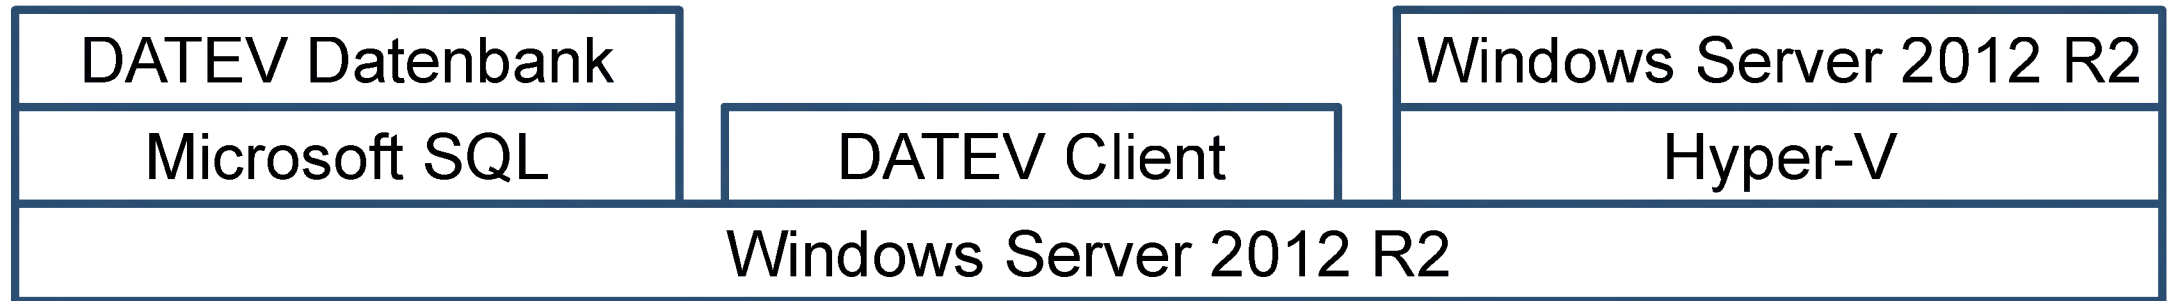 DATEV Datenbank
Windows Server 2012 R2
Microsoft SQL
DATEV Client
Hyper-V
Windows Server 2012 R2